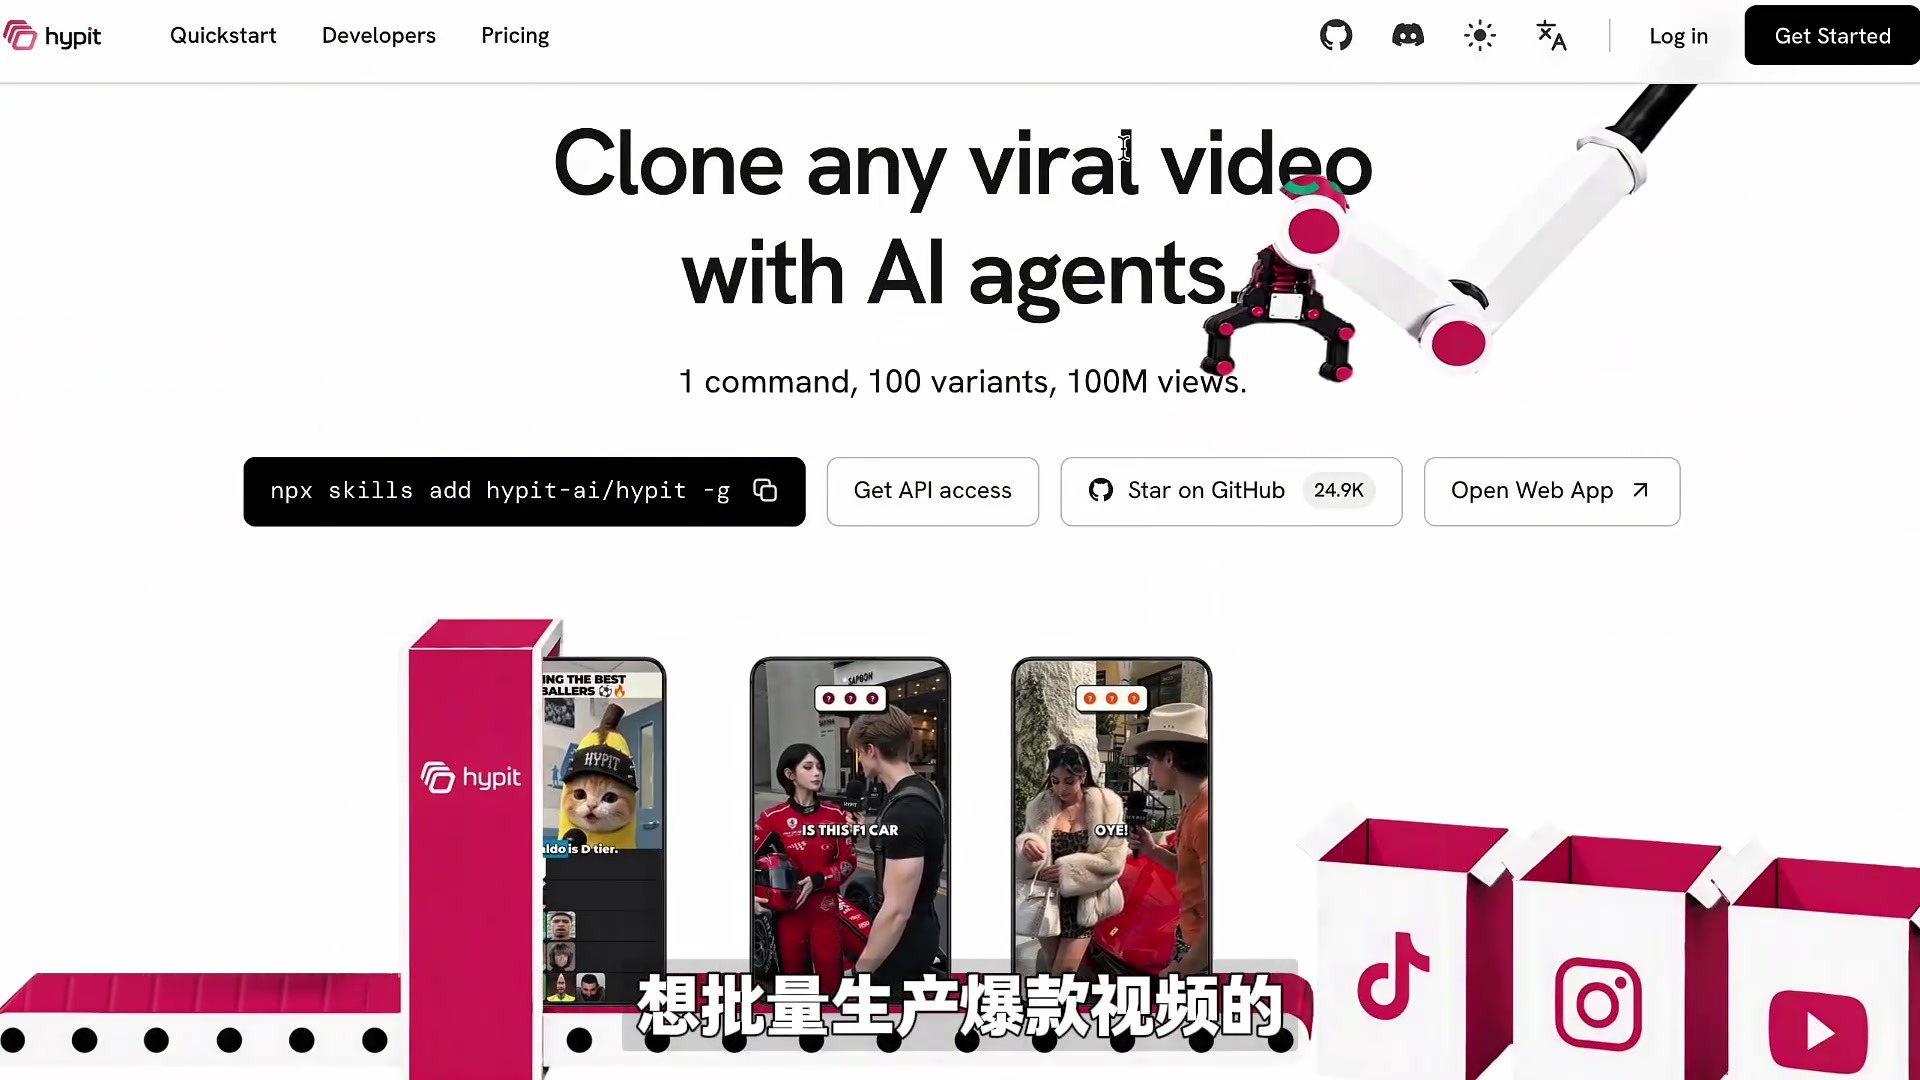 hypit
Quickstart
Developers
Pricing
Log in
Get Started
Clone any viral video
with AI agents.
1 command, 100 variants, 100M views.
npx skills add hypit-ai/hypit -g
Get API access
Star on GitHub 24.9K
Open Web App
hypit
ING THE BEST
BALLERS
HYPIT
aldo is D tier.
SAPGON
? ? ?
HYPIT
IS THIS F1 CAR
? ? ?
OYE!
想批量生产爆款视频的